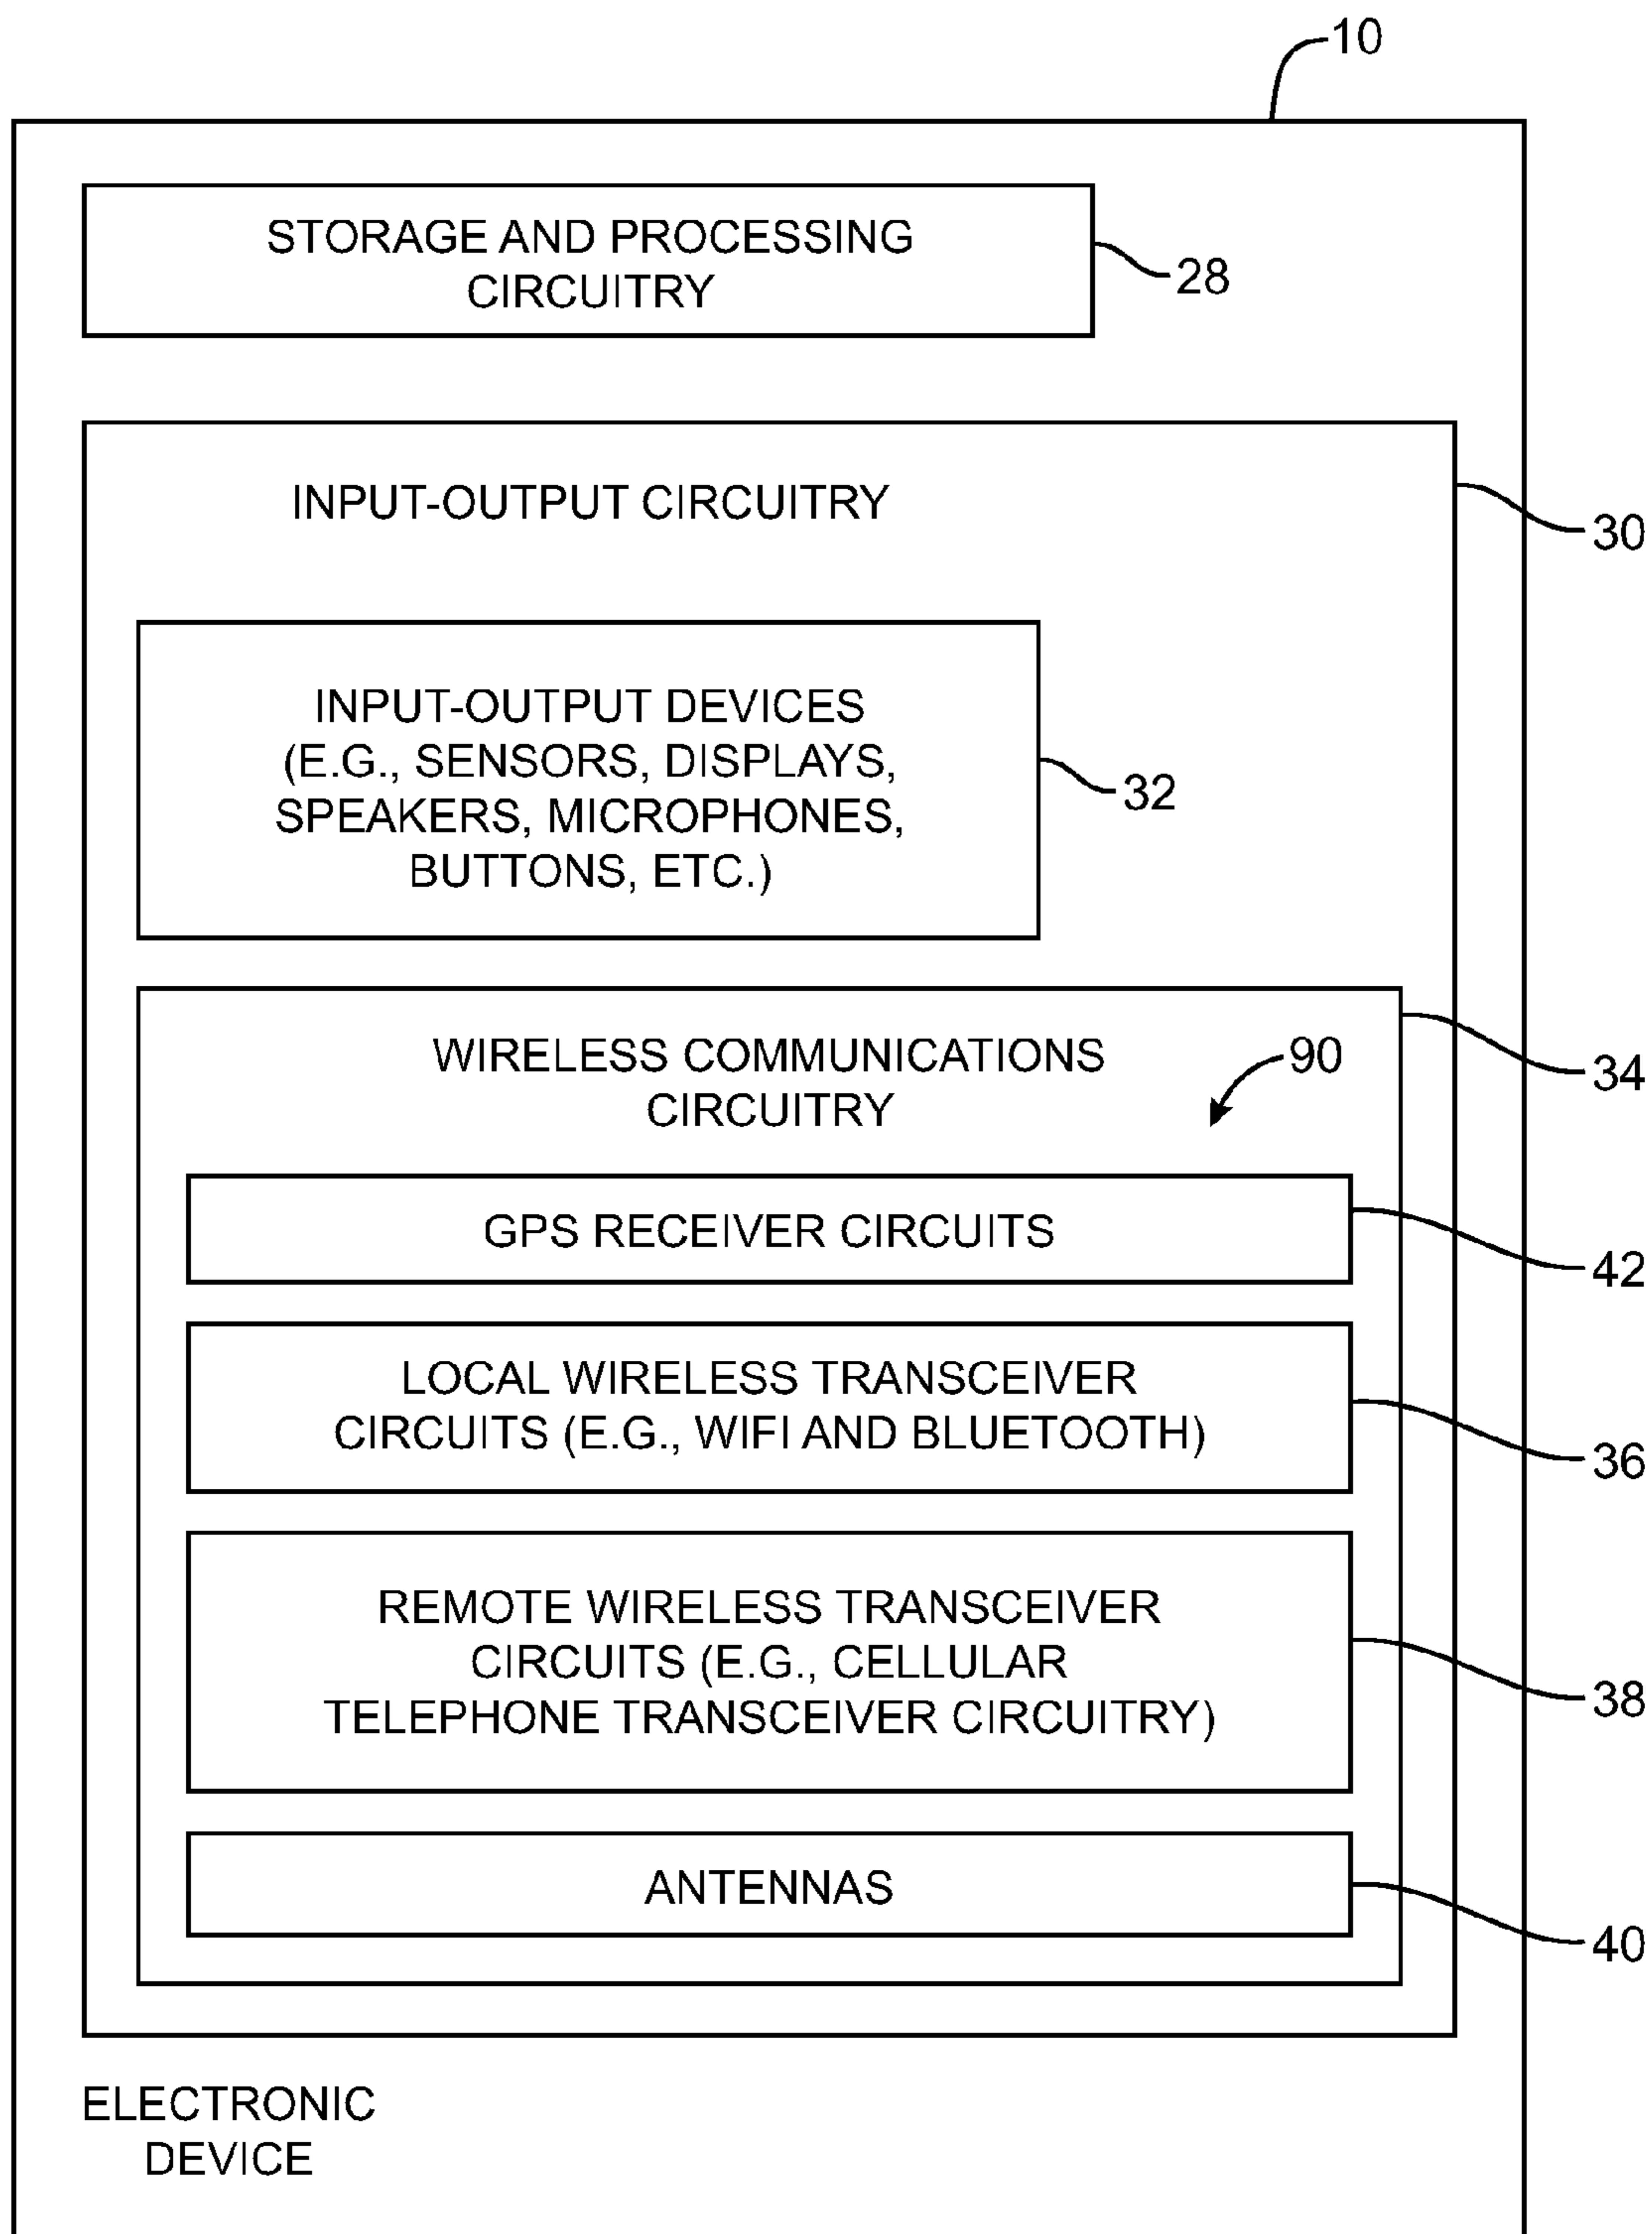 10
STORAGE AND PROCESSING
CIRCUITRY
28
INPUT-OUTPUT CIRCUITRY
30
INPUT-OUTPUT DEVICES
(E.G., SENSORS, DISPLAYS,
SPEAKERS, MICROPHONES,
BUTTONS, ETC.)
32
WIRELESS COMMUNICATIONS
CIRCUITRY
90
34
GPS RECEIVER CIRCUITS
42
LOCAL WIRELESS TRANSCEIVER
CIRCUITS (E.G., WIFI AND BLUETOOTH)
36
REMOTE WIRELESS TRANSCEIVER
CIRCUITS (E.G., CELLULAR
TELEPHONE TRANSCEIVER CIRCUITRY)
38
ANTENNAS
40
ELECTRONIC
DEVICE